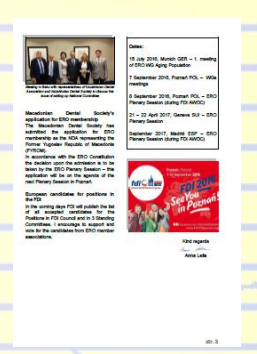 Meeting in Baku with representatives of Azerbaijan Dental
Association and Kazakhstan Dental Society to discuss the
issue of setting up National Committee
Macedonian Dental Society's
application for ERO membership
The Macedonian Dental Society has
submitted the application for ERO
membership as the NDA representing the
Former Yugoslav Republic of Macedonia
(FYROM).
In accordance with the ERO Constitution
the decision upon the admission is to be
taken by the ERO Plenary Session – this
application will be on the agenda of the
next Plenary Session in Poznań.
European candidates for positions in
the FDI
In the coming days FDI will publish the list
of all accepted candidates for the
Positions in FDI Council and in 3 Standing
Committees. I encourage to support and
vote for the candidates from ERO member
associations.
Dates:
15 July 2016, Munich GER – 1. meeting
of ERO WG Aging Population
7 September 2016, Poznań POL – WGs
meetings
8 September 2016, Poznań POL – ERO
Plenary Session (during FDI AWDC)
21 – 22 April 2017, Geneva SUI – ERO
Plenary Session
September 2017, Madrid ESP – ERO
Plenary Session (during FDI AWDC)
fdi
FDI 2016
See You
in Poznań!
Kind regards
Anna Lella
str. 3